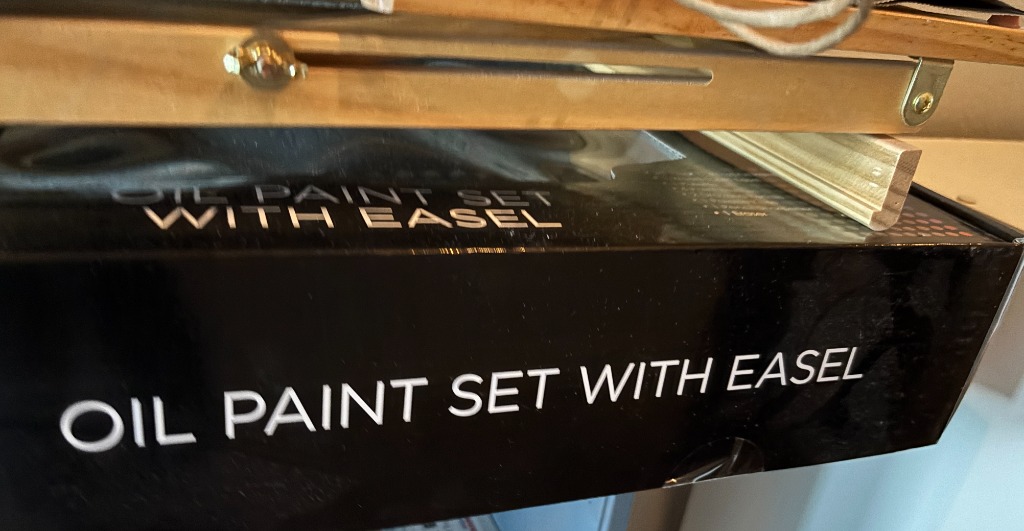 OIL PAINT SET
WITH EASEL
OIL PAINT SET WITH EASEL